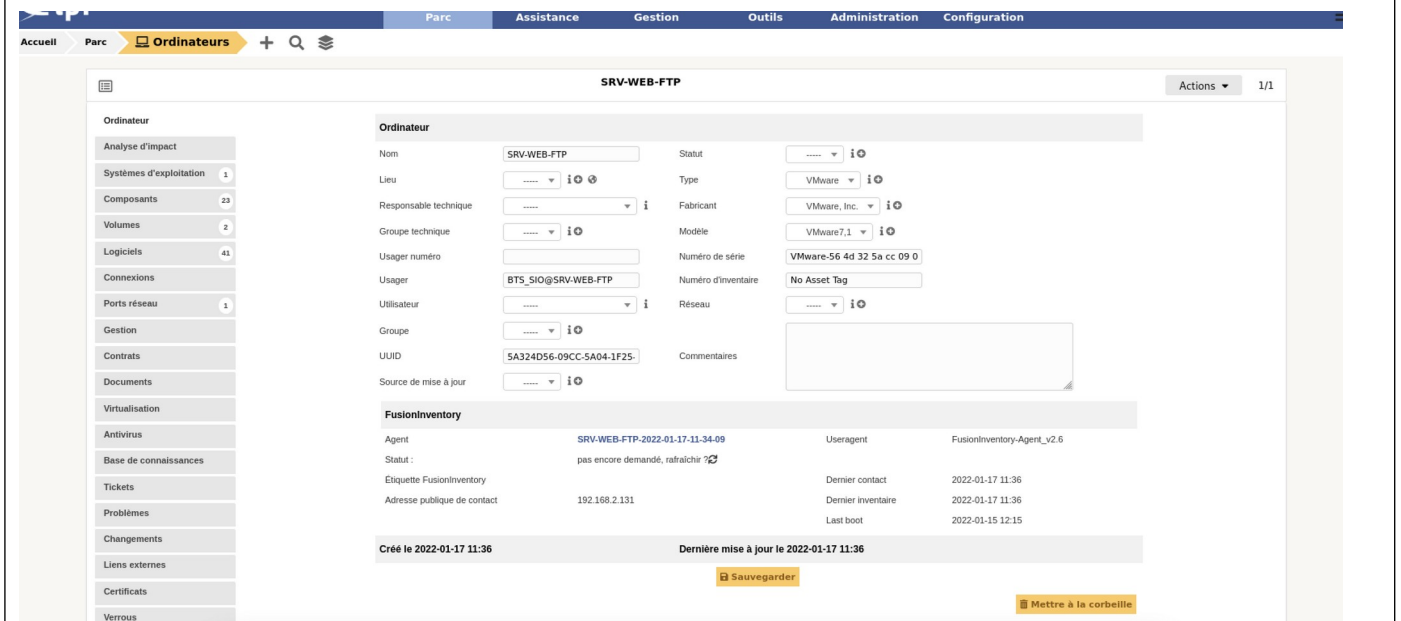 Parc Assistance Gestion Outils Administration Configuration
Accueil Parc Ordinateurs
SRV-WEB-FTP Actions 1/1
Ordinateur
Analyse d'impact
Systèmes d'exploitation 1
Composants 23
Volumes 2
Logiciels 41
Connexions
Ports réseau 1
Gestion
Contrats
Documents
Virtualisation
Antivirus
Base de connaissances
Tickets
Problèmes
Changements
Liens externes
Certificats
Verrous
Ordinateur
Nom SRV-WEB-FTP Statut -----
Lieu ----- Type VMware
Responsable technique ----- Fabricant VMware, Inc.
Groupe technique ----- Modèle VMware7,1
Usager numéro Numéro de série VMware-56 4d 32 5a cc 09 0
Usager BTS_SIO@SRV-WEB-FTP Numéro d'inventaire No Asset Tag
Utilisateur ----- Réseau -----
Groupe -----
UUID 5A324D56-09CC-5A04-1F25- Commentaires
Source de mise à jour -----
FusionInventory
Agent SRV-WEB-FTP-2022-01-17-11-34-09 Useragent FusionInventory-Agent_v2.6
Statut : pas encore demandé, rafraîchir ?
Étiquette FusionInventory Dernier contact 2022-01-17 11:36
Adresse publique de contact 192.168.2.131 Dernier inventaire 2022-01-17 11:36
Last boot 2022-01-15 12:15
Créé le 2022-01-17 11:36 Dernière mise à jour le 2022-01-17 11:36
Sauvegarder
Mettre à la corbeille